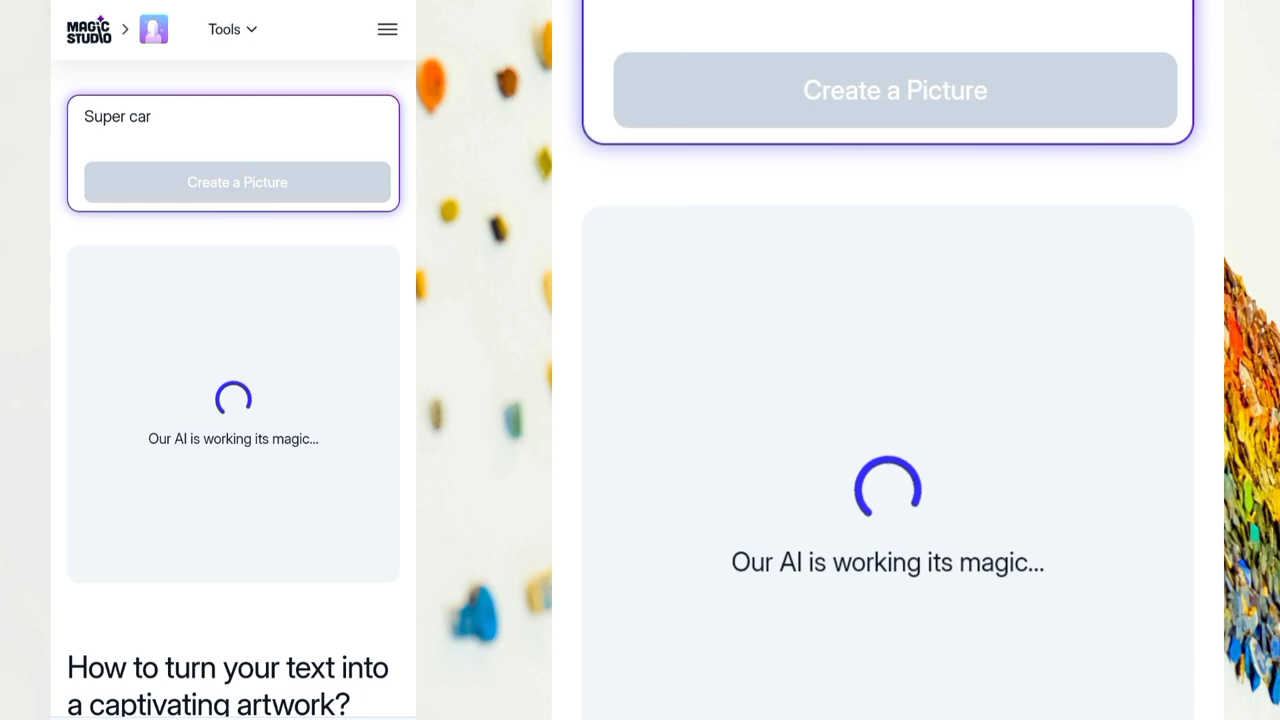 MAGIC
STUDIO
Tools
Super car
Create a Picture
Our AI is working its magic...
How to turn your text into
a captivating artwork?
Create a Picture
Our AI is working its magic...